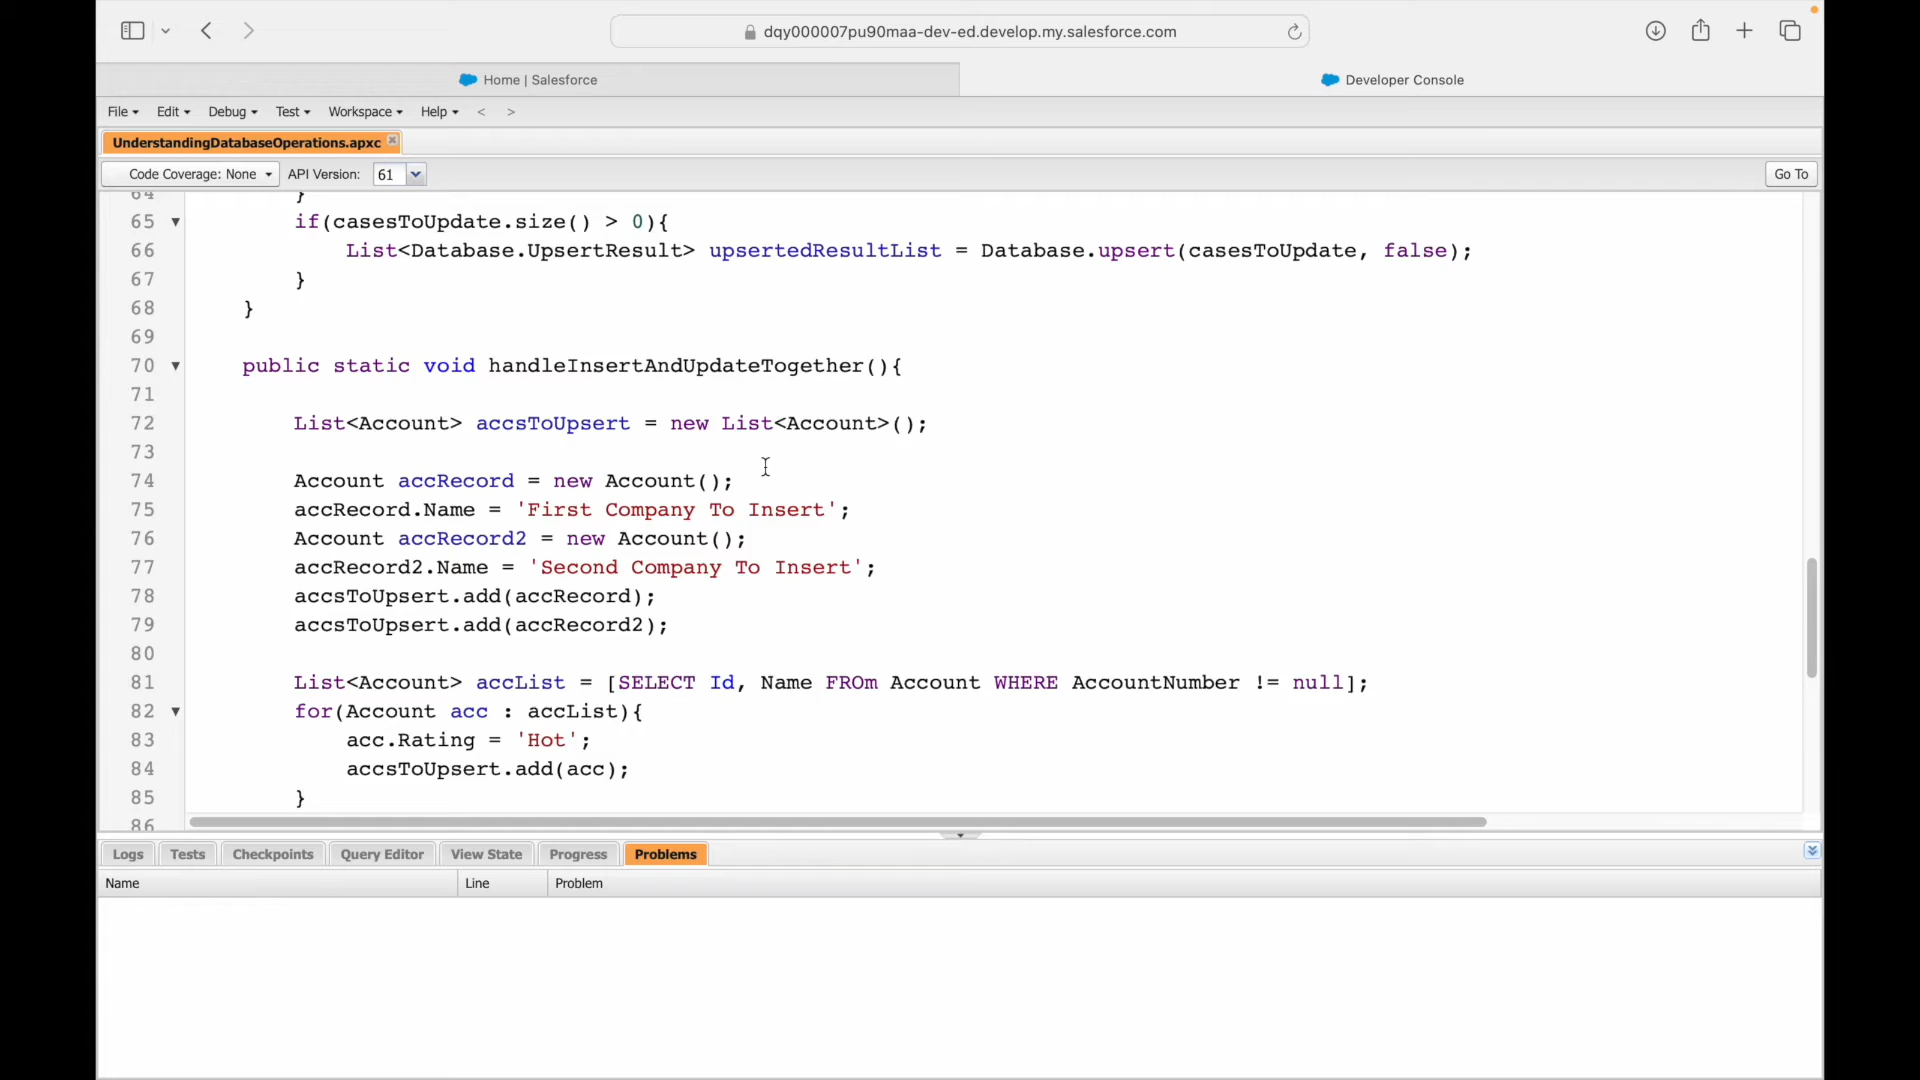 dqy000007pu90maa-dev-ed.develop.my.salesforce.com
Home | Salesforce
Developer Console
File Edit Debug Test Workspace Help < >
UnderstandingDatabaseOperations.apxc
Code Coverage: None API Version: 61 Go To
64 }
65 if(casesToUpdate.size() > 0){
66 List<Database.UpsertResult> upsertedResultList = Database.upsert(casesToUpdate, false);
67 }
68 }
69
70 public static void handleInsertAndUpdateTogether(){
71
72 List<Account> accsToUpsert = new List<Account>();
73
74 Account accRecord = new Account();
75 accRecord.Name = 'First Company To Insert';
76 Account accRecord2 = new Account();
77 accRecord2.Name = 'Second Company To Insert';
78 accsToUpsert.add(accRecord);
79 accsToUpsert.add(accRecord2);
80
81 List<Account> accList = [SELECT Id, Name FROm Account WHERE AccountNumber != null];
82 for(Account acc : accList){
83 acc.Rating = 'Hot';
84 accsToUpsert.add(acc);
85 }
86
Logs Tests Checkpoints Query Editor View State Progress Problems
Name Line Problem